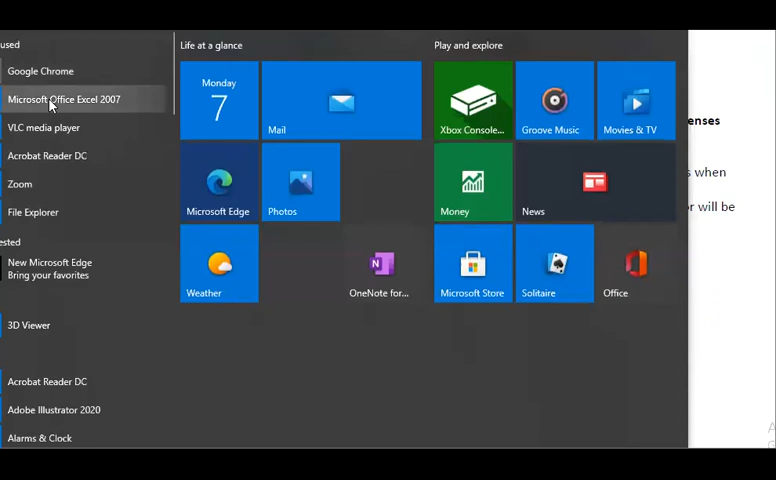 used
Google Chrome
Microsoft Office Excel 2007
VLC media player
Acrobat Reader DC
Zoom
File Explorer
ested
New Microsoft Edge
Bring your favorites
3D Viewer
Acrobat Reader DC
Adobe Illustrator 2020
Alarms & Clock
Life at a glance
Monday
7
Mail
Microsoft Edge
Photos
Weather
OneNote for...
Play and explore
Xbox Console...
Groove Music
Movies & TV
Money
News
Microsoft Store
Solitaire
Office
enses
s when
or will be